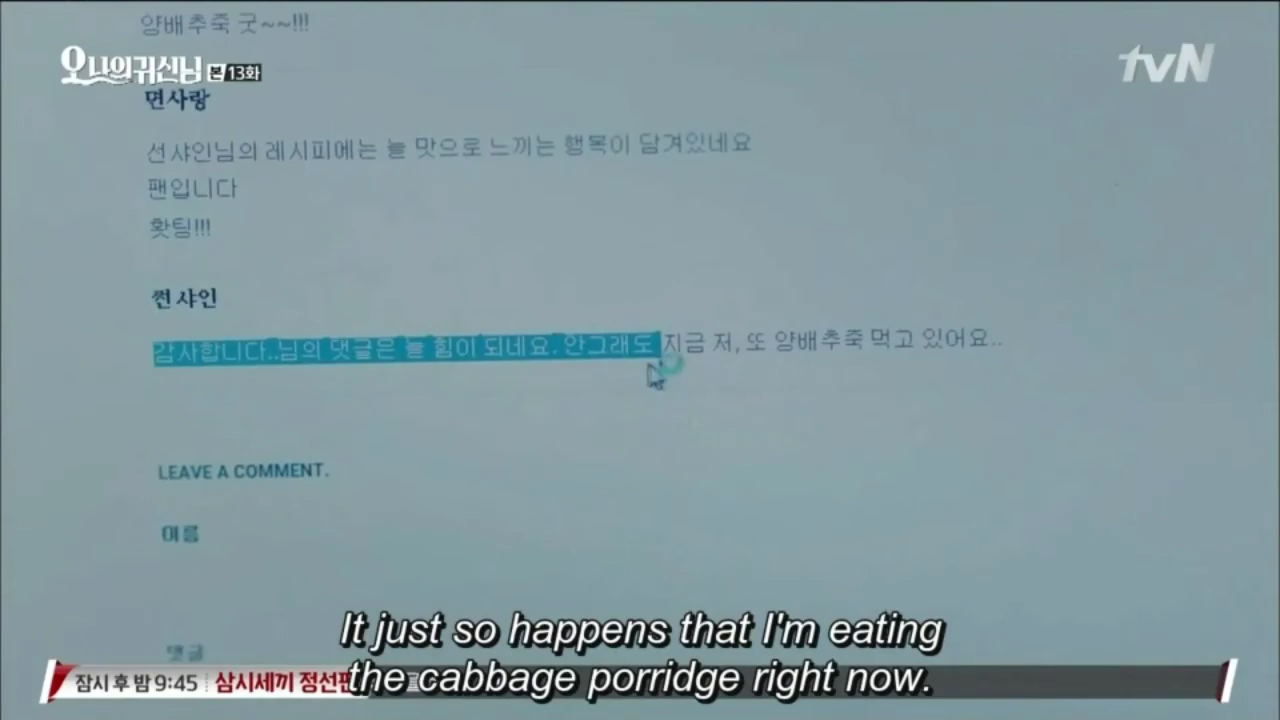 양배추죽 굿~~!!!
오 나의 귀신님 본 13화
tvN
면사랑
선샤인님의 레시피에는 늘 맛으로 느끼는 행복이 담겨있네요
팬입니다
홧팅!!!
썬샤인
감사합니다..님의 댓글은 늘 힘이 되네요. 안그래도 지금 저, 또 양배추죽 먹고 있어요..
LEAVE A COMMENT.
이름
댓글
It just so happens that I'm eating
the cabbage porridge right now.
잠시 후 밤 9:45 삼시세끼 정선편